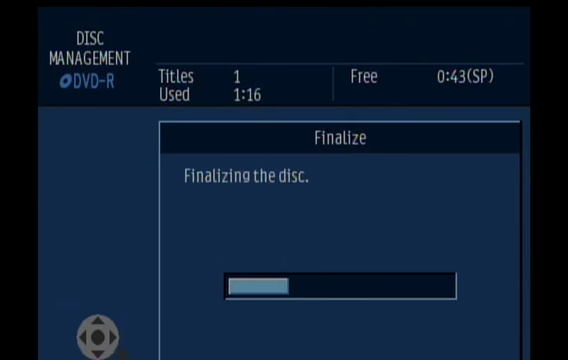 DISC
MANAGEMENT
DVD-R
Titles 1 Free 0:43(SP)
Used 1:16
Finalize
Finalizing the disc.